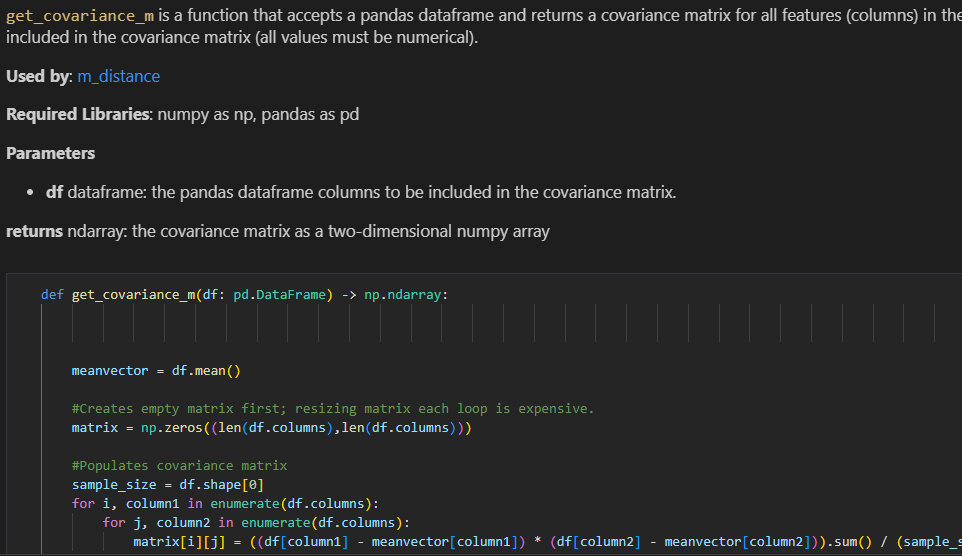 get_covariance_m is a function that accepts a pandas dataframe and returns a covariance matrix for all features (columns) in the
included in the covariance matrix (all values must be numerical).
Used by: m_distance
Required Libraries: numpy as np, pandas as pd
Parameters
• df dataframe: the pandas dataframe columns to be included in the covariance matrix.
returns ndarray: the covariance matrix as a two-dimensional numpy array
def get_covariance_m(df: pd.DataFrame) -> np.ndarray:
meanvector = df.mean()
#Creates empty matrix first; resizing matrix each loop is expensive.
matrix = np.zeros((len(df.columns),len(df.columns)))
#Populates covariance matrix
sample_size = df.shape[0]
for i, column1 in enumerate(df.columns):
for j, column2 in enumerate(df.columns):
matrix[i][j] = ((df[column1] - meanvector[column1]) * (df[column2] - meanvector[column2])).sum() / (sample_s